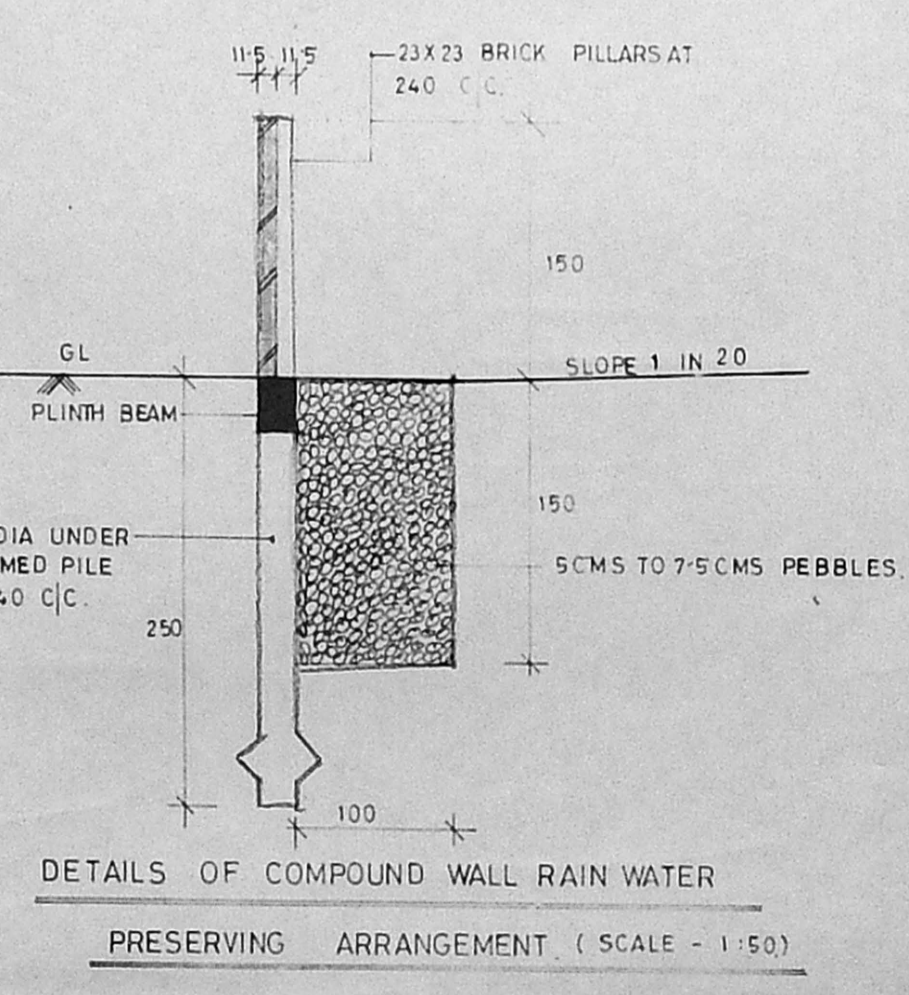 11·5 11·5
23X23 BRICK PILLARS AT
240 C|C.
150
GL
SLOPE 1 IN 20
PLINTH BEAM
150
DIA UNDER
MED PILE
40 C|C.
5CMS TO 7·5CMS PEBBLES.
250
100
DETAILS OF COMPOUND WALL RAIN WATER
PRESERVING ARRANGEMENT. (SCALE - 1:50)